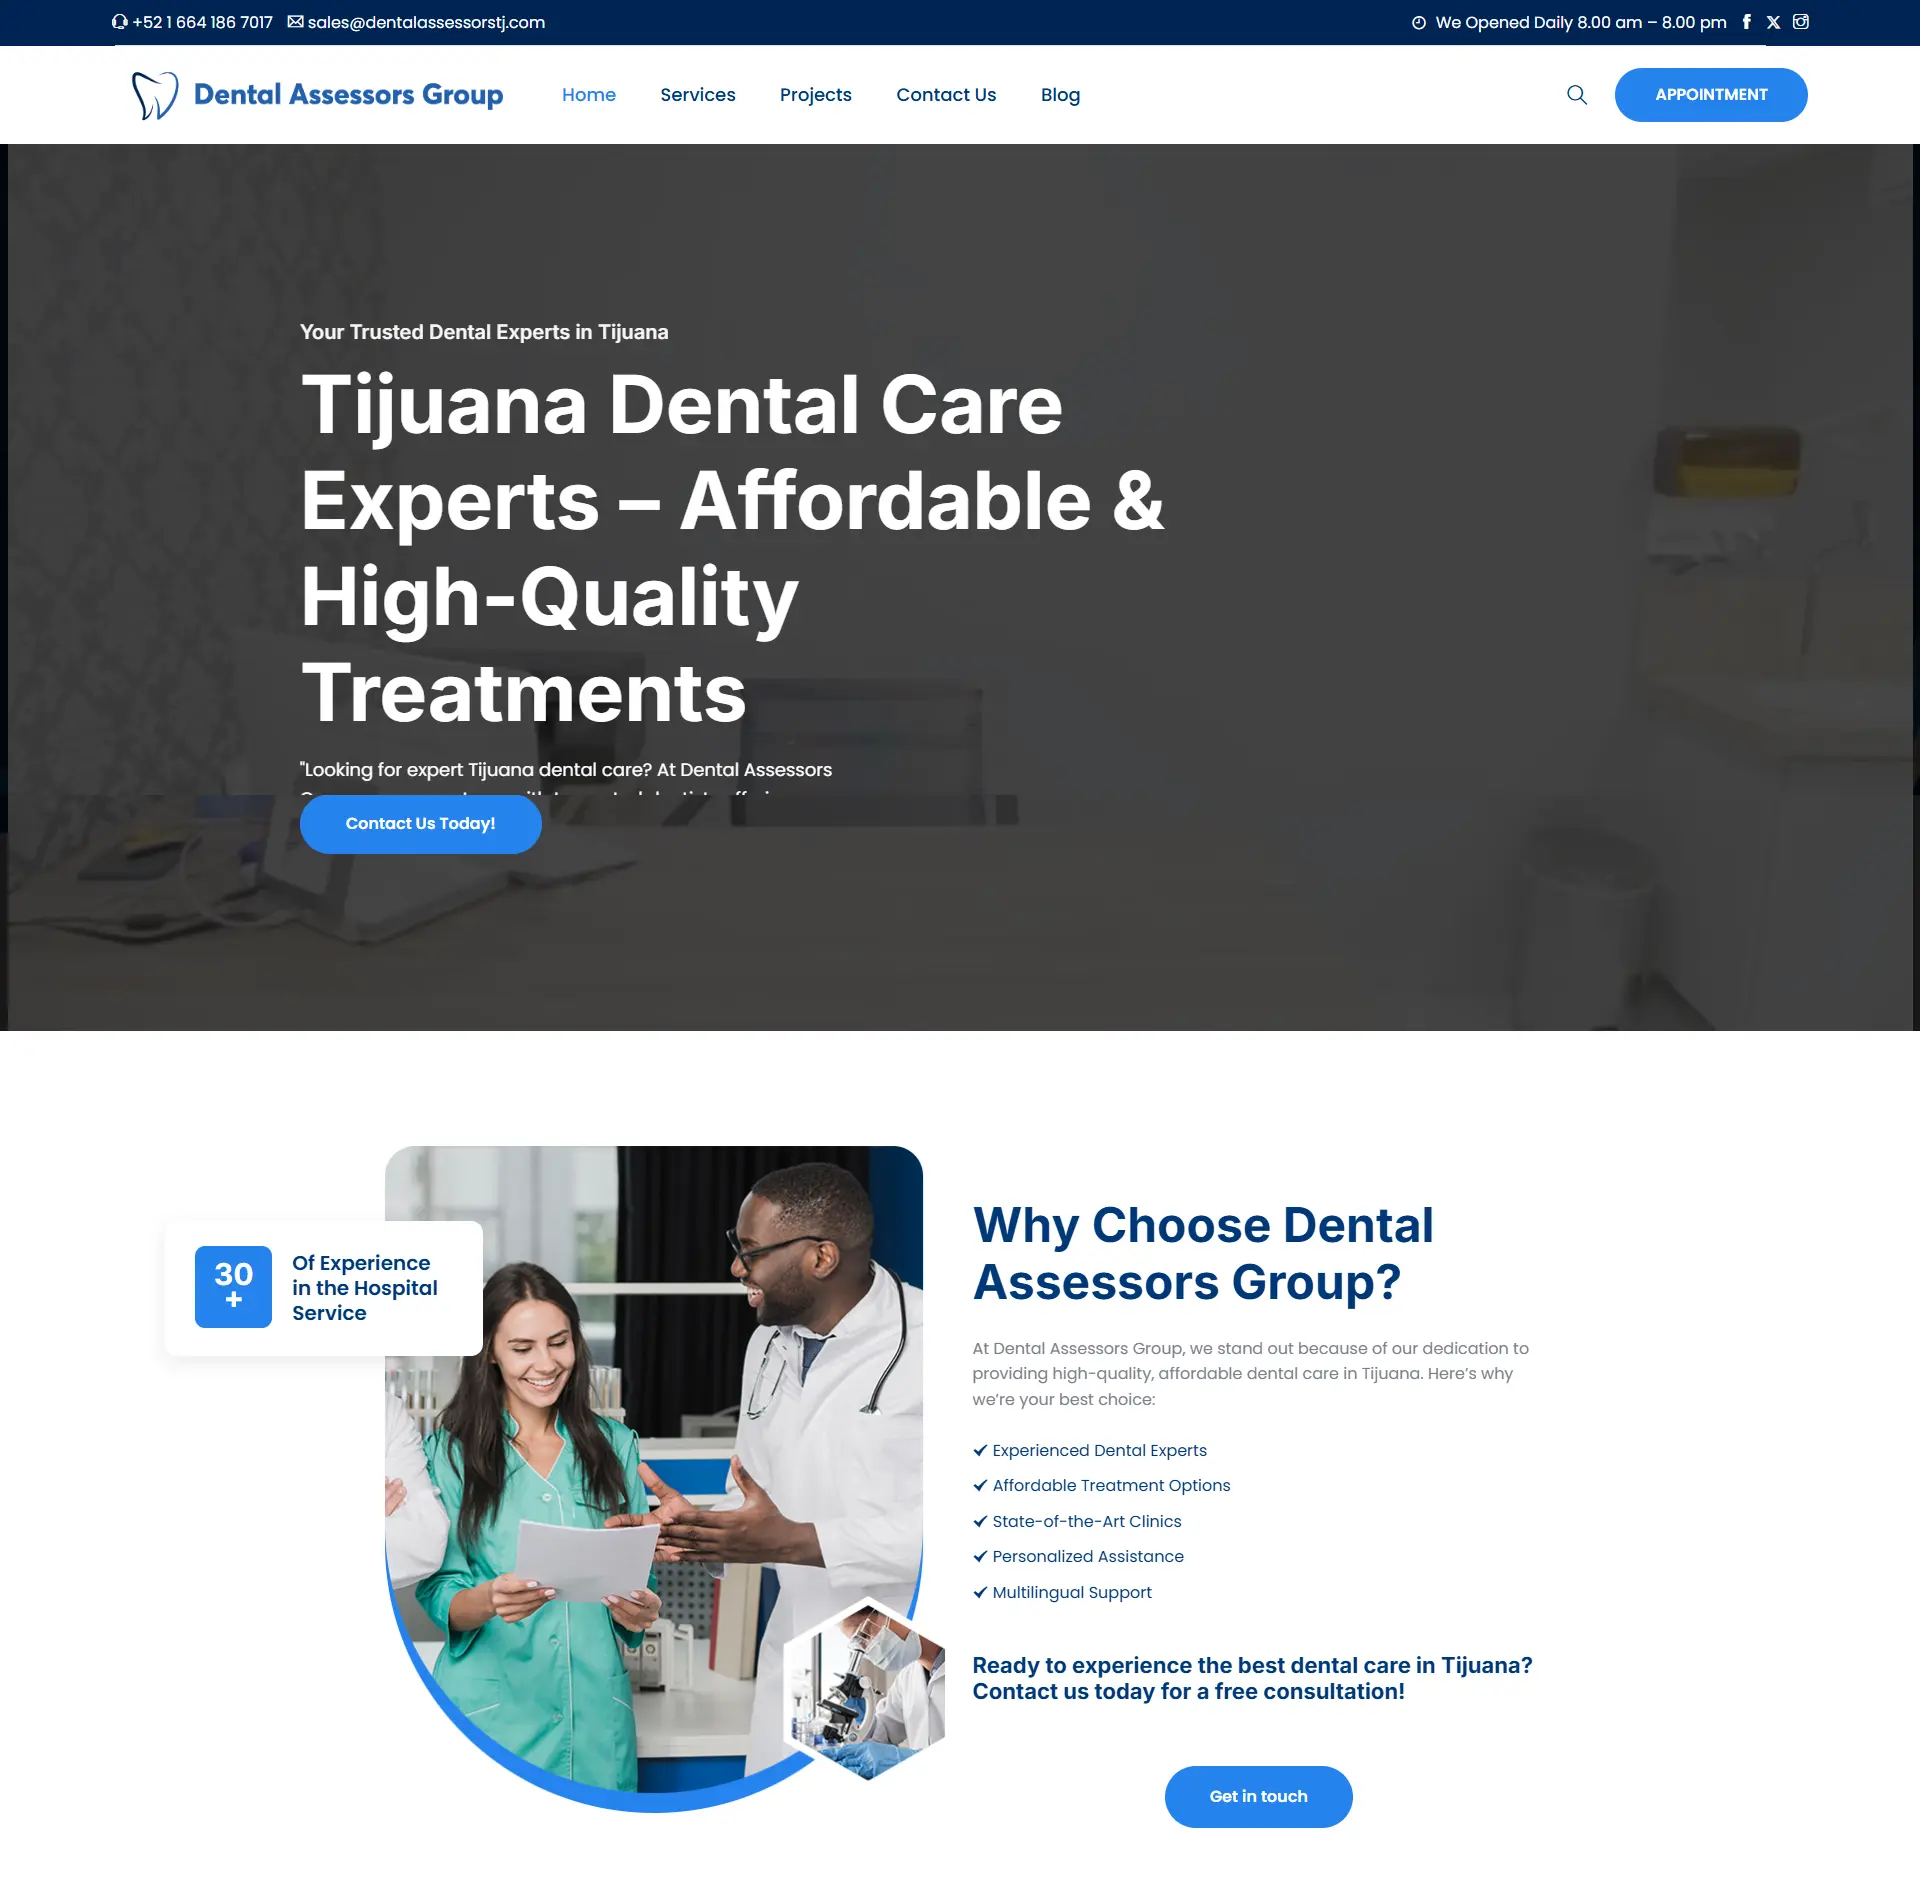 +52 1 664 186 7017 sales@dentalassessorstj.com We Opened Daily 8.00 am – 8.00 pm
Dental Assessors Group Home Services Projects Contact Us Blog APPOINTMENT
Your Trusted Dental Experts in Tijuana
Tijuana Dental Care
Experts – Affordable &
High-Quality
Treatments
"Looking for expert Tijuana dental care? At Dental Assessors
Contact Us Today!
30
+
Of Experience
in the Hospital
Service
Why Choose Dental
Assessors Group?
At Dental Assessors Group, we stand out because of our dedication to
providing high-quality, affordable dental care in Tijuana. Here’s why
we’re your best choice:
Experienced Dental Experts
Affordable Treatment Options
State-of-the-Art Clinics
Personalized Assistance
Multilingual Support
Ready to experience the best dental care in Tijuana?
Contact us today for a free consultation!
Get in touch